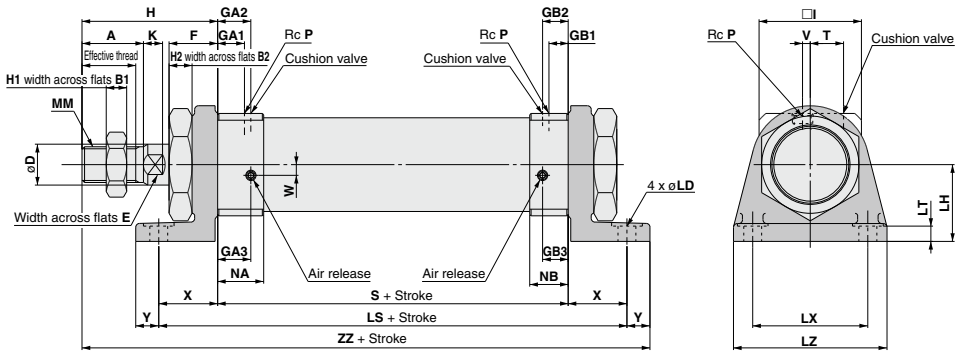 H
GA2
GB2
□I
A
K
F
GA1
GB1
Rc P
Rc P
Rc P
V
T
Cushion valve
Effective thread
H2 width across flats B2
Cushion valve
Cushion valve
H1 width across flats B1
MM
øD
W
4 x øLD
LH
LT
Width across flats E
GA3
GB3
Air release
Air release
NA
NB
X
S + Stroke
X
Y
LS + Stroke
Y
LX
ZZ + Stroke
LZ